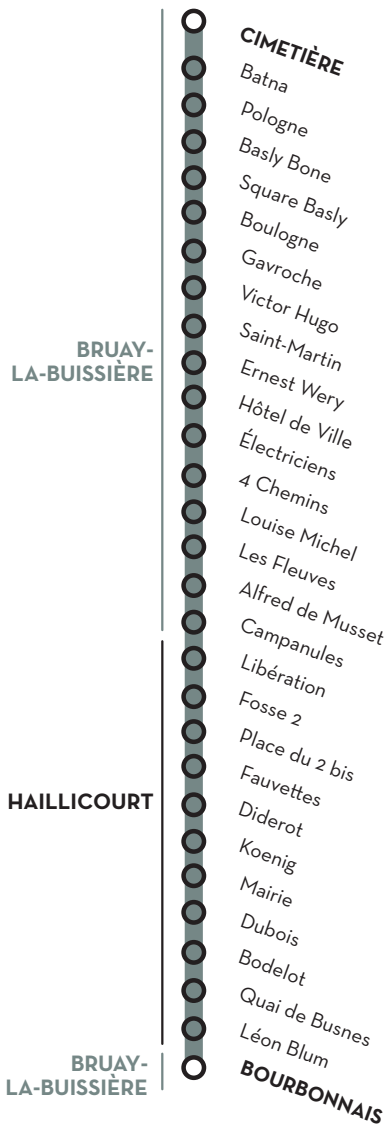 CIMETIÈRE
Batna
Pologne
Basly Bone
Square Basly
Boulogne
Gavroche
Victor Hugo
Saint-Martin
Ernest Wery
Hôtel de Ville
Électriciens
4 Chemins
Louise Michel
Les Fleuves
Alfred de Musset
Campanules
Libération
Fosse 2
Place du 2 bis
Fauvettes
Diderot
Koenig
Mairie
Dubois
Bodelot
Quai de Busnes
Léon Blum
BOURBONNAIS
BRUAY-
LA-BUISSIÈRE
HAILLICOURT
BRUAY-
LA-BUISSIÈRE